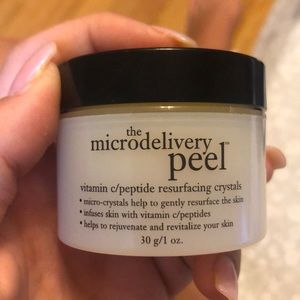 the
microdelivery
peel™
vitamin c/peptide resurfacing crystals
• micro-crystals help to gently resurface the skin
• infuses skin with vitamin c/peptides
• helps to rejuvenate and revitalize your skin
30 g/1 oz.